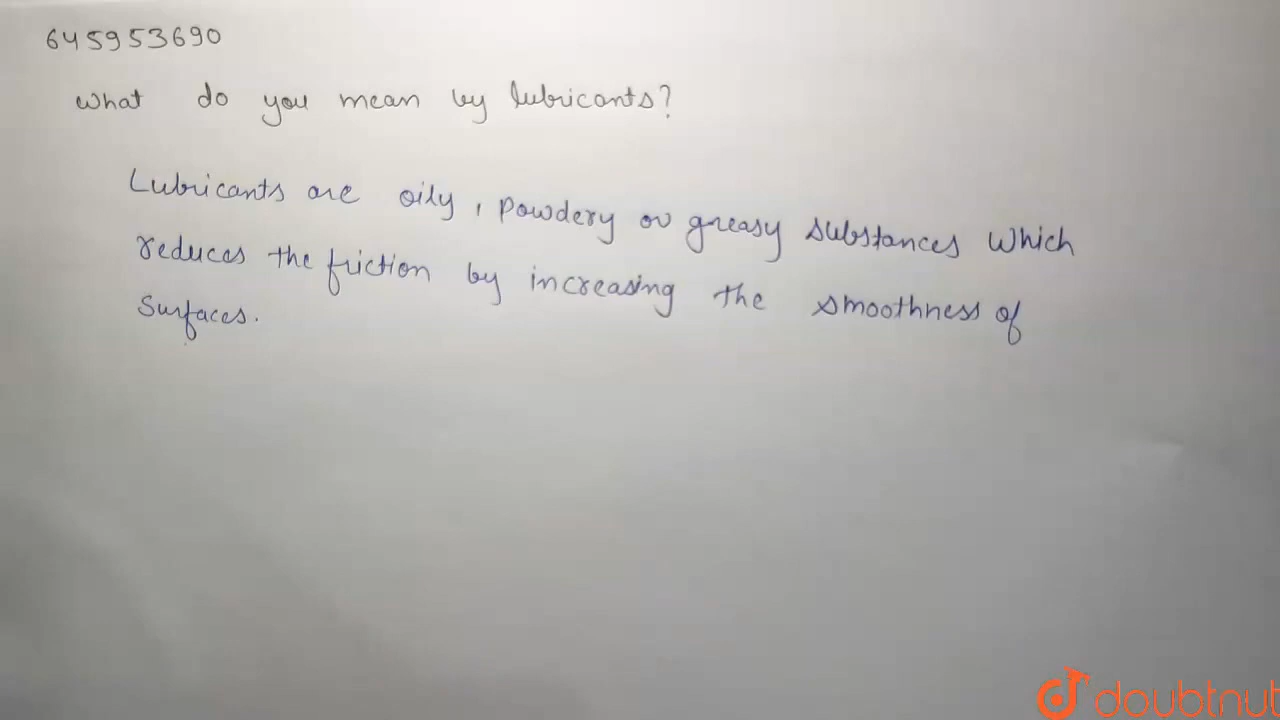 645953690
What do you mean by lubricants?
Lubricants are oily, powdery or greasy substances which
reduces the friction by increasing the smoothness of
surfaces.
doubtnut